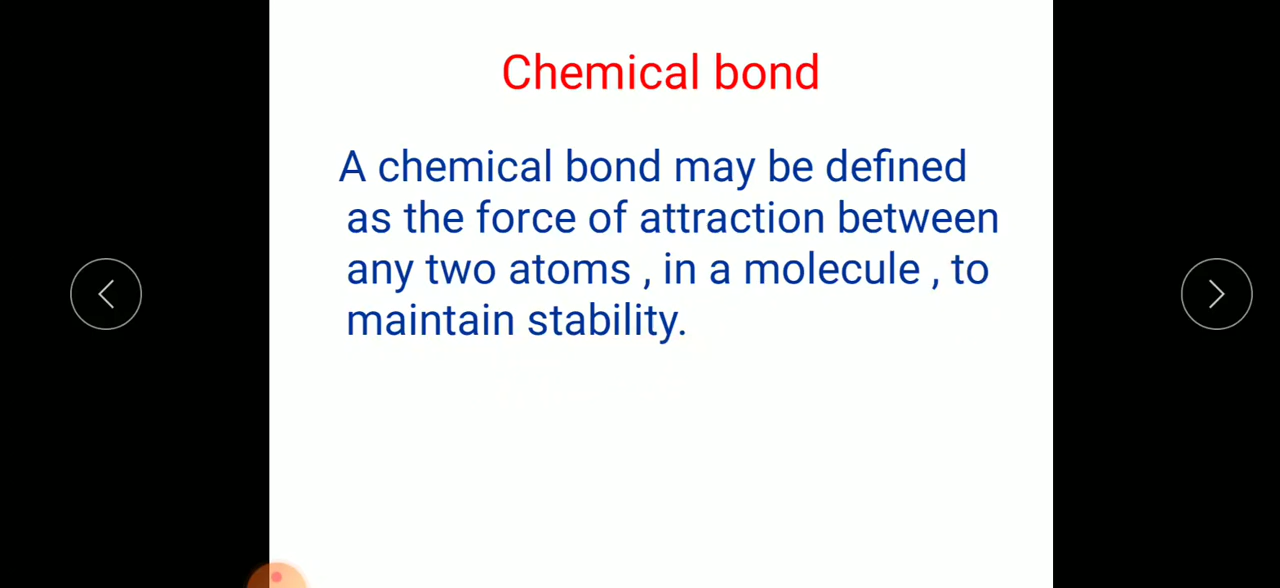 Chemical bond
A chemical bond may be defined
as the force of attraction between
any two atoms , in a molecule , to
maintain stability.